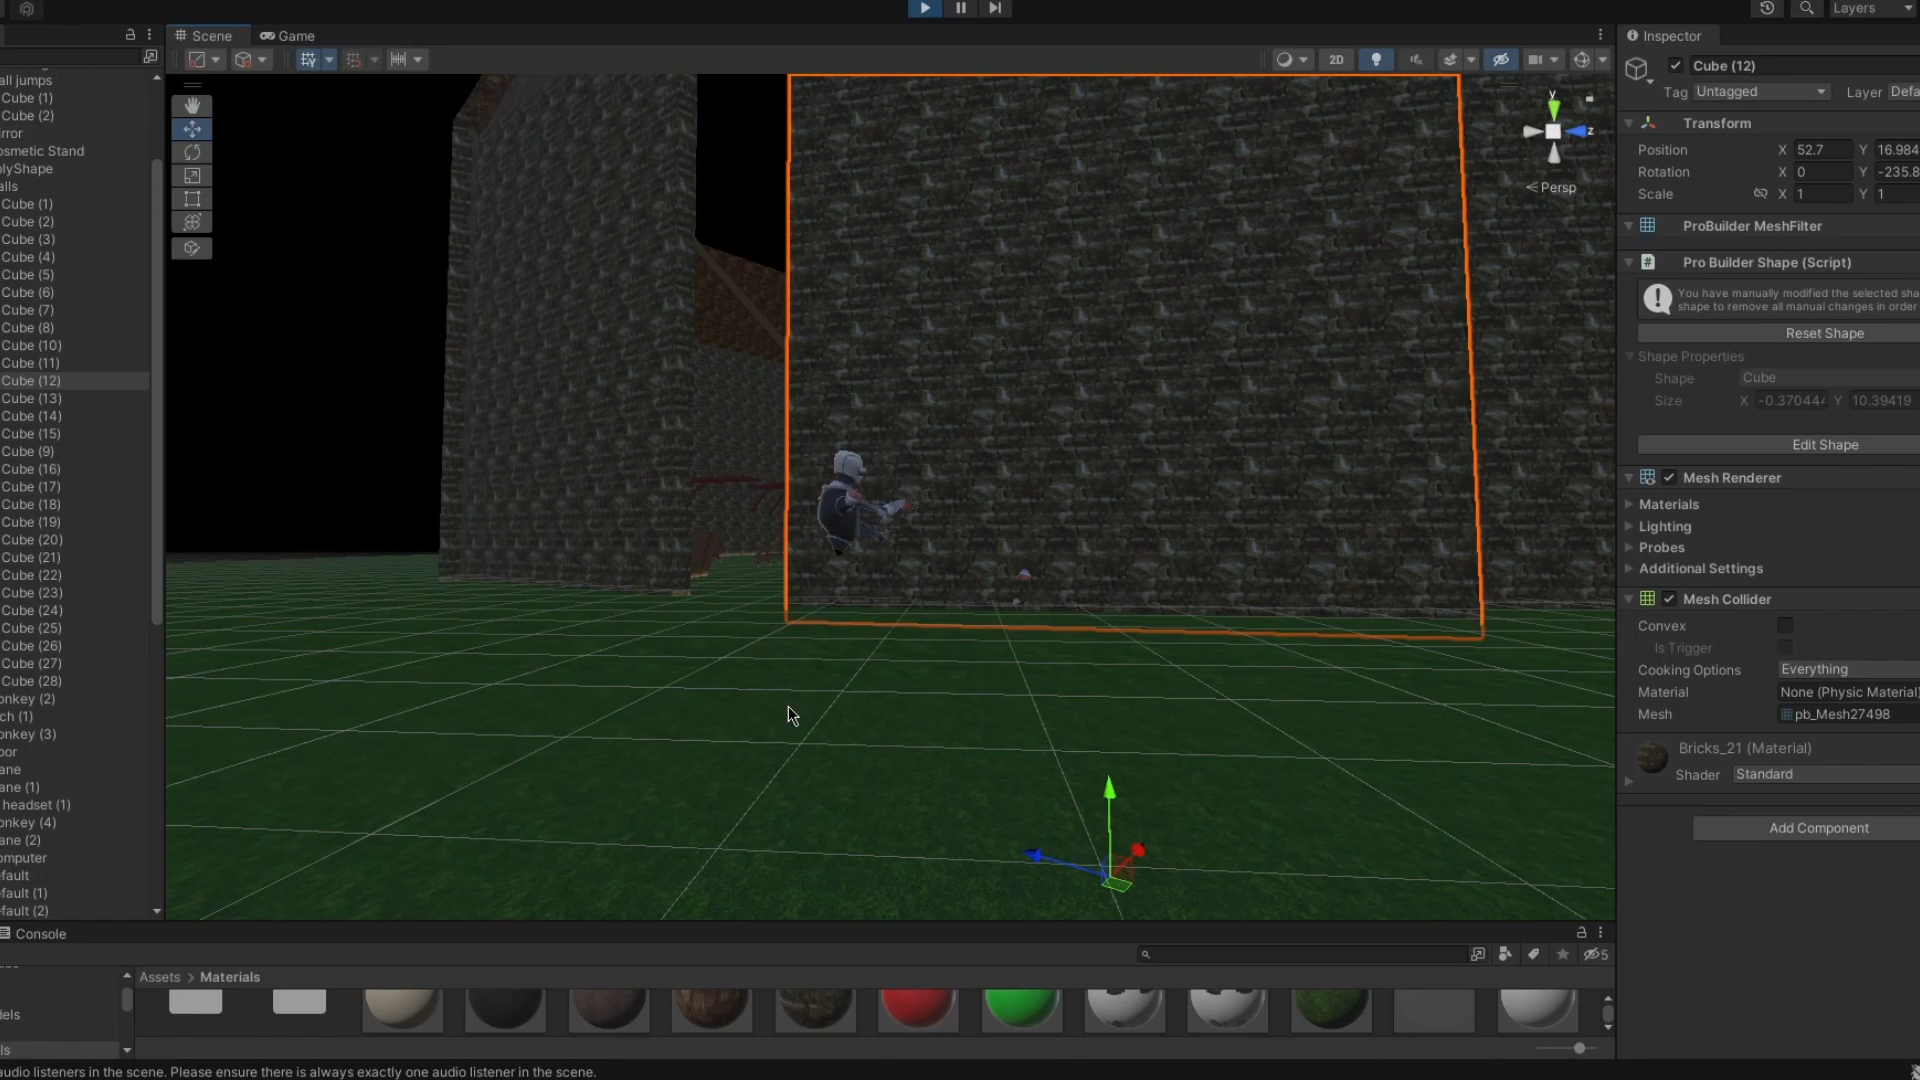 Layers
Scene
Game
2D
y
z
Persp
all jumps
Cube (1)
Cube (2)
irror
osmetic Stand
olyShape
alls
Cube (1)
Cube (2)
Cube (3)
Cube (4)
Cube (5)
Cube (6)
Cube (7)
Cube (8)
Cube (10)
Cube (11)
Cube (12)
Cube (13)
Cube (14)
Cube (15)
Cube (9)
Cube (16)
Cube (17)
Cube (18)
Cube (19)
Cube (20)
Cube (21)
Cube (22)
Cube (23)
Cube (24)
Cube (25)
Cube (26)
Cube (27)
Cube (28)
onkey (2)
ch (1)
onkey (3)
oor
ane
ane (1)
headset (1)
onkey (4)
ane (2)
omputer
efault
efault (1)
efault (2)
Inspector
Cube (12)
Tag Untagged Layer Defa
Transform
Position X 52.7 Y 16.984
Rotation X 0 Y -235.8
Scale X 1 Y 1
ProBuilder MeshFilter
Pro Builder Shape (Script)
You have manually modified the selected sha
shape to remove all manual changes in order
Reset Shape
Shape Properties
Shape Cube
Size X -0.370444 Y 10.39419
Edit Shape
Mesh Renderer
Materials
Lighting
Probes
Additional Settings
Mesh Collider
Convex
Is Trigger
Cooking Options Everything
Material None (Physic Material)
Mesh pb_Mesh27498
Bricks_21 (Material)
Shader Standard
Add Component
Console
5
Assets > Materials
dels
ls
audio listeners in the scene. Please ensure there is always exactly one audio listener in the scene.